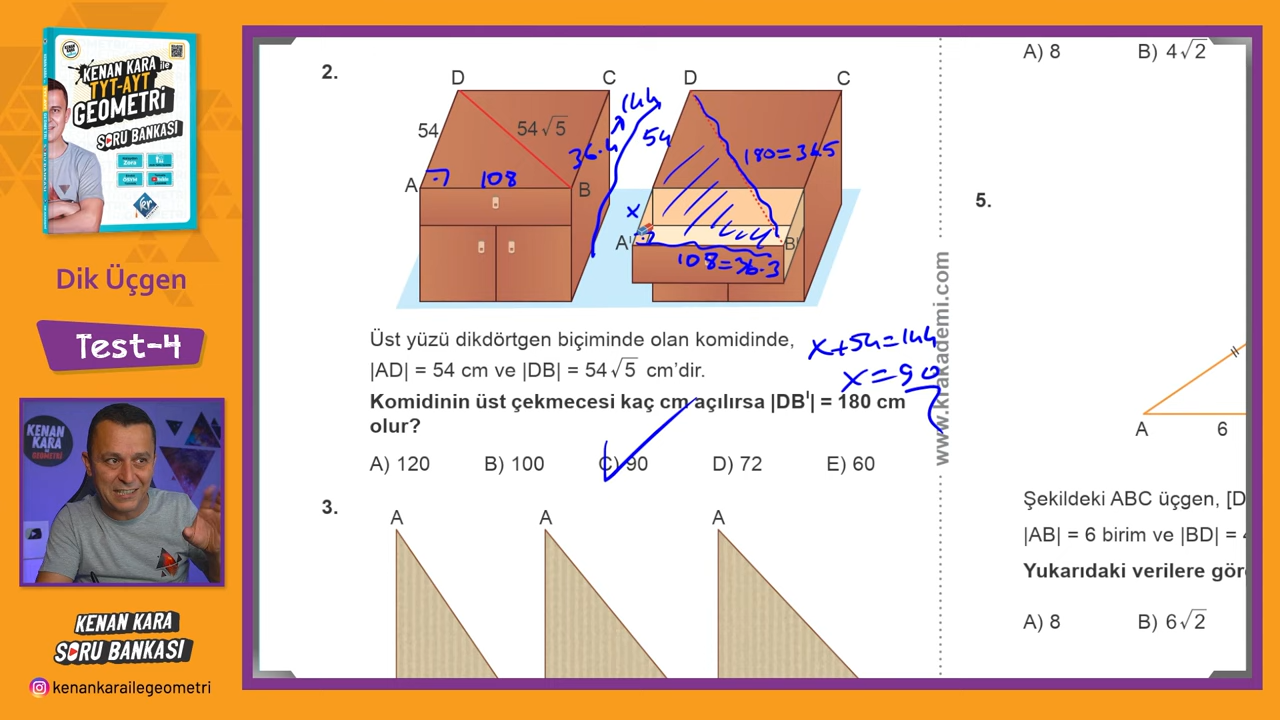 KENAN KARA ile
TYT-AYT
GEOMETRİ
SORU BANKASI
Dik Üçgen
Test-4
KENAN
KARA
GEOMETRİ
KENAN KARA
SORU BANKASI
kenankarailegeometri
2.
D
C
54
54√5
A
B
108
36.4
144
D
C
54
180=36.5
x
A'
B'
108=36.3
Üst yüzü dikdörtgen biçiminde olan komidinde,
|AD| = 54 cm ve |DB| = 54√5 cm'dir.
Komidinin üst çekmecesi kaç cm açılırsa |DB'| = 180 cm
olur?
x+54=144
x=90
A) 120 B) 100 C) 90 D) 72 E) 60
3.
A
A
A
www.krakademi.com
A) 8 B) 4√2
5.
A
6
Şekildeki ABC üçgen, [D
|AB| = 6 birim ve |BD| =
Yukarıdaki verilere gör
A) 8 B) 6√2